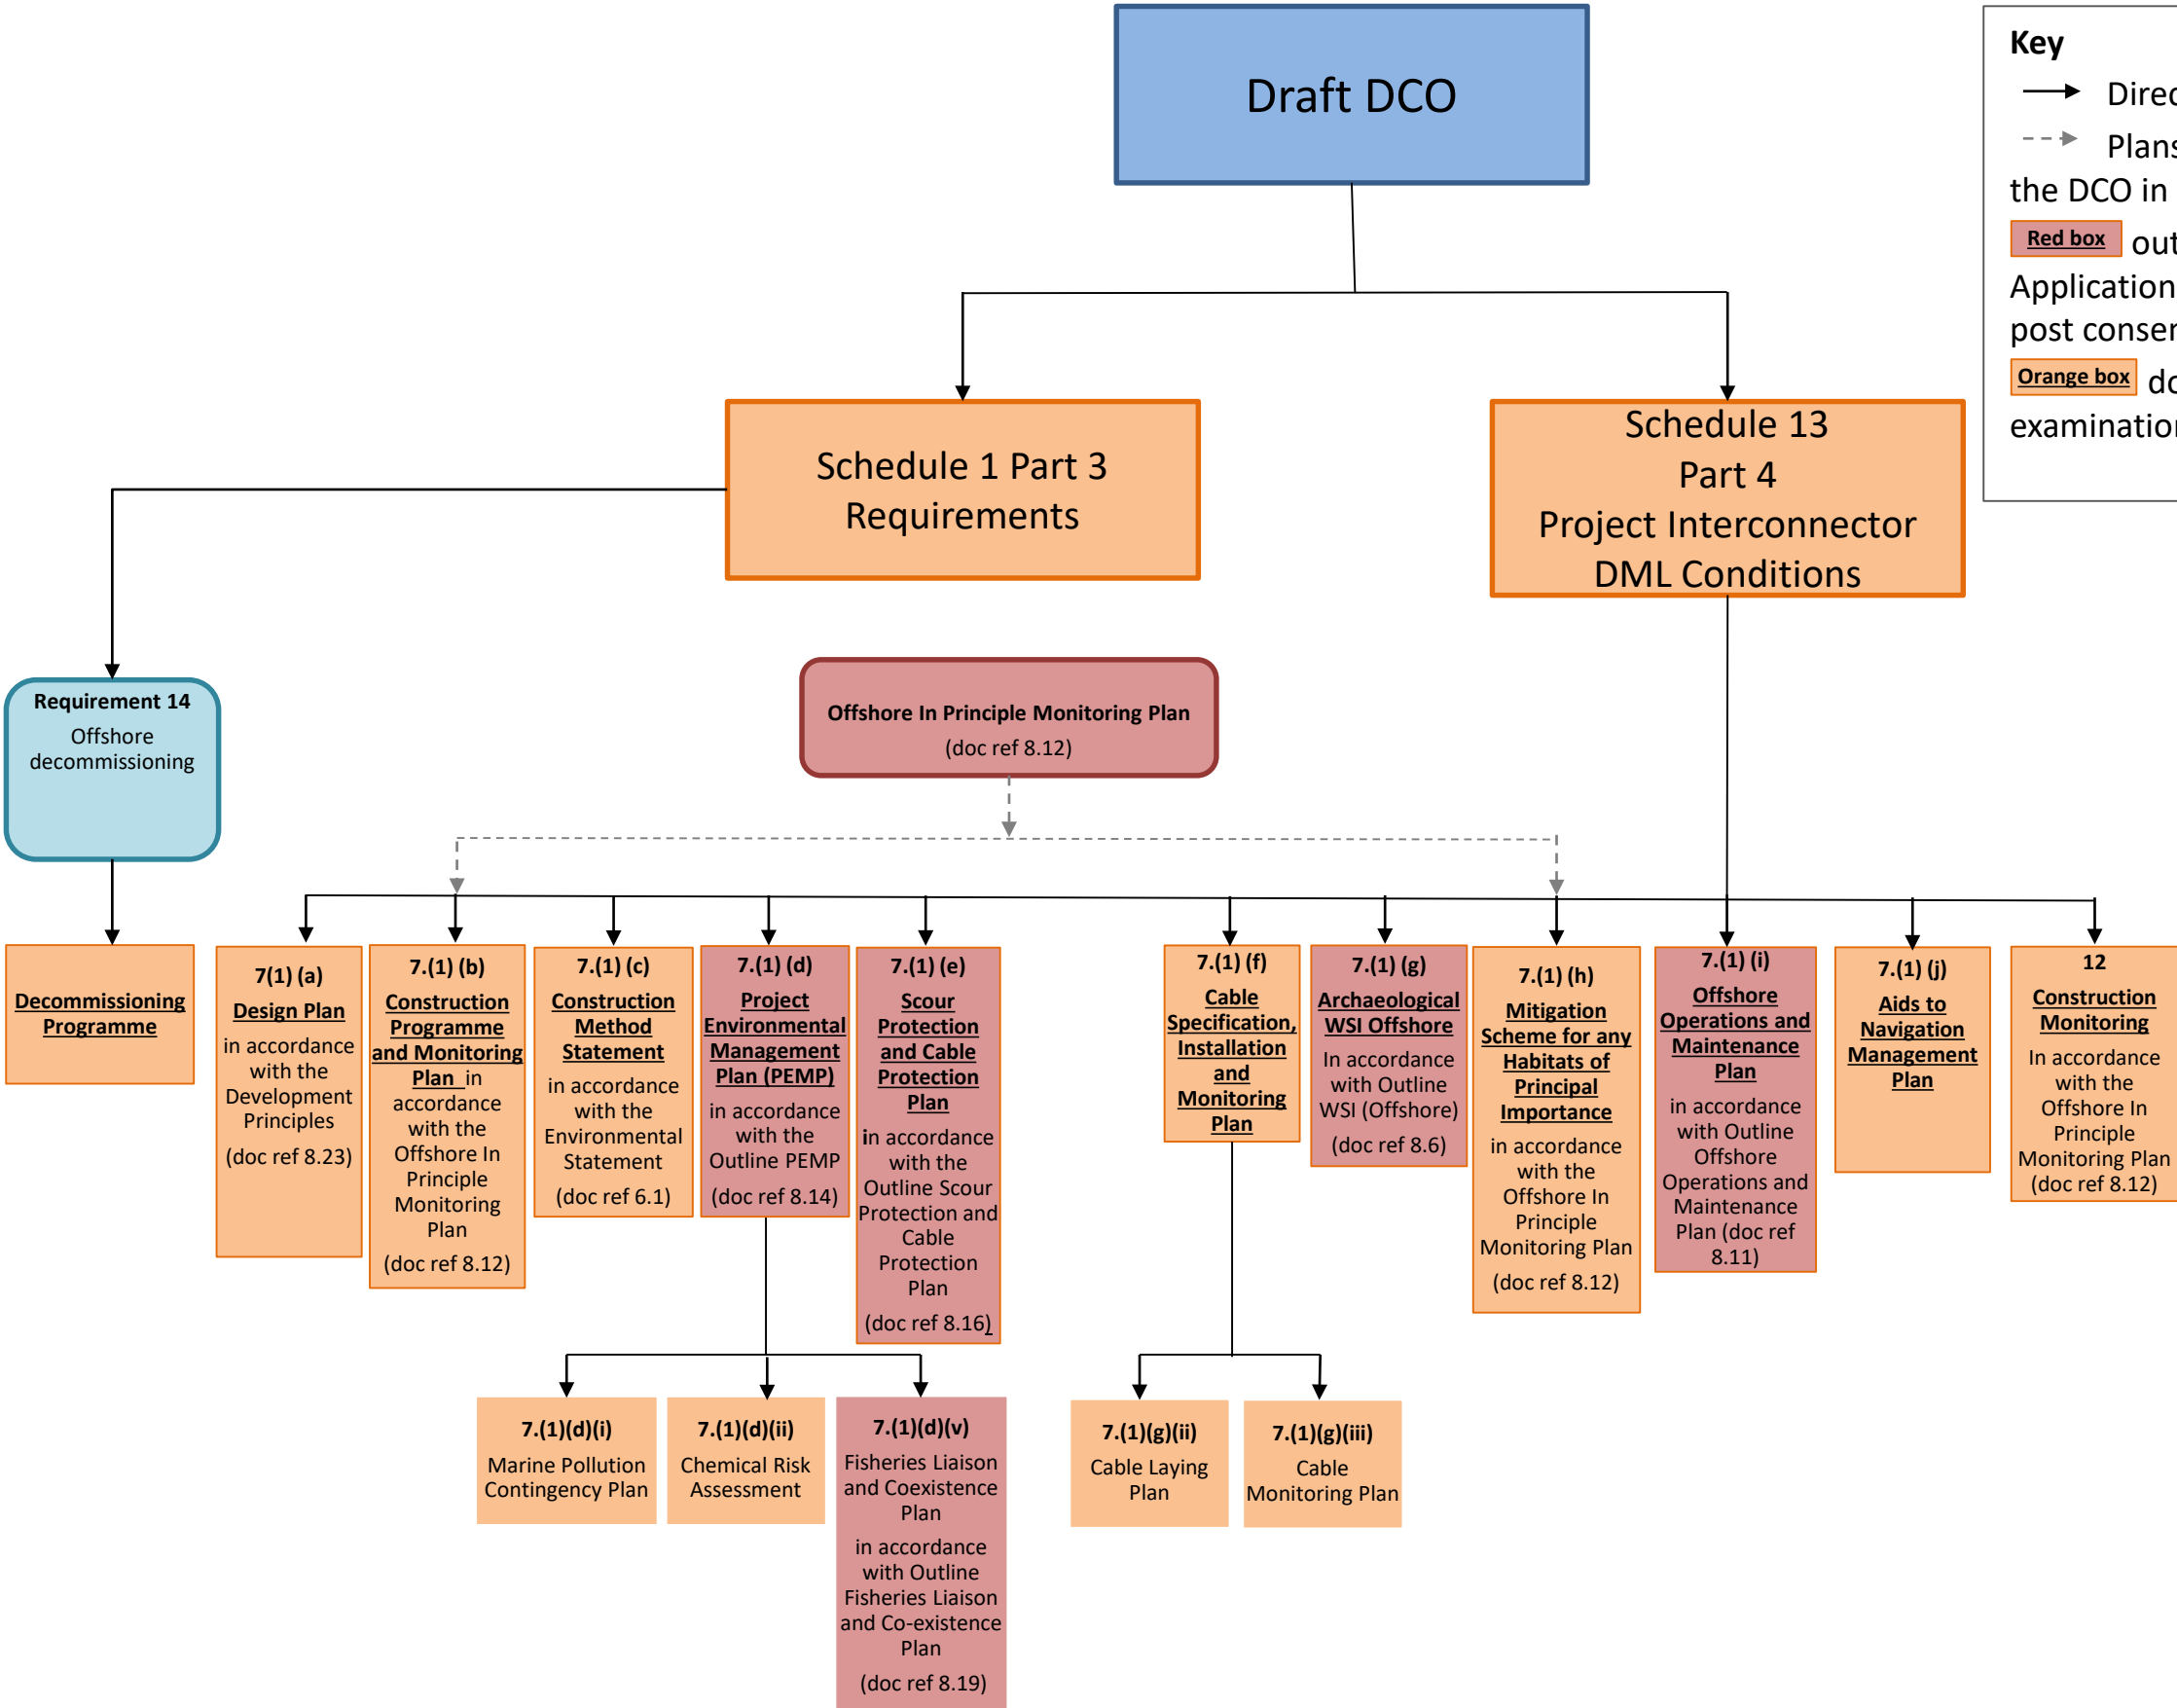 Draft DCO
Key
Direc
Plans
the DCO in
Red box out
Application
post conser
Orange box do
examination
Schedule 1 Part 3
Requirements
Schedule 13
Part 4
Project Interconnector
DML Conditions
Requirement 14
Offshore
decommissioning
Offshore In Principle Monitoring Plan
(doc ref 8.12)
Decommissioning
Programme
7(1) (a)
Design Plan
in accordance
with the
Development
Principles
(doc ref 8.23)
7.(1) (b)
Construction
Programme
and Monitoring
Plan in
accordance
with the
Offshore In
Principle
Monitoring
Plan
(doc ref 8.12)
7.(1) (c)
Construction
Method
Statement
in accordance
with the
Environmental
Statement
(doc ref 6.1)
7.(1) (d)
Project
Environmental
Management
Plan (PEMP)
in accordance
with the
Outline PEMP
(doc ref 8.14)
7.(1) (e)
Scour
Protection
and Cable
Protection
Plan
in accordance
with the
Outline Scour
Protection and
Cable
Protection
Plan
(doc ref 8.16)
7.(1) (f)
Cable
Specification,
Installation
and
Monitoring
Plan
7.(1) (g)
Archaeological
WSI Offshore
In accordance
with Outline
WSI (Offshore)
(doc ref 8.6)
7.(1) (h)
Mitigation
Scheme for any
Habitats of
Principal
Importance
in accordance
with the
Offshore In
Principle
Monitoring Plan
(doc ref 8.12)
7.(1) (i)
Offshore
Operations and
Maintenance
Plan
in accordance
with Outline
Offshore
Operations and
Maintenance
Plan (doc ref
8.11)
7.(1) (j)
Aids to
Navigation
Management
Plan
12
Construction
Monitoring
In accordance
with the
Offshore In
Principle
Monitoring Plan
(doc ref 8.12)
7.(1)(d)(i)
Marine Pollution
Contingency Plan
7.(1)(d)(ii)
Chemical Risk
Assessment
7.(1)(d)(v)
Fisheries Liaison
and Coexistence
Plan
in accordance
with Outline
Fisheries Liaison
and Co-existence
Plan
(doc ref 8.19)
7.(1)(g)(ii)
Cable Laying
Plan
7.(1)(g)(iii)
Cable
Monitoring Plan